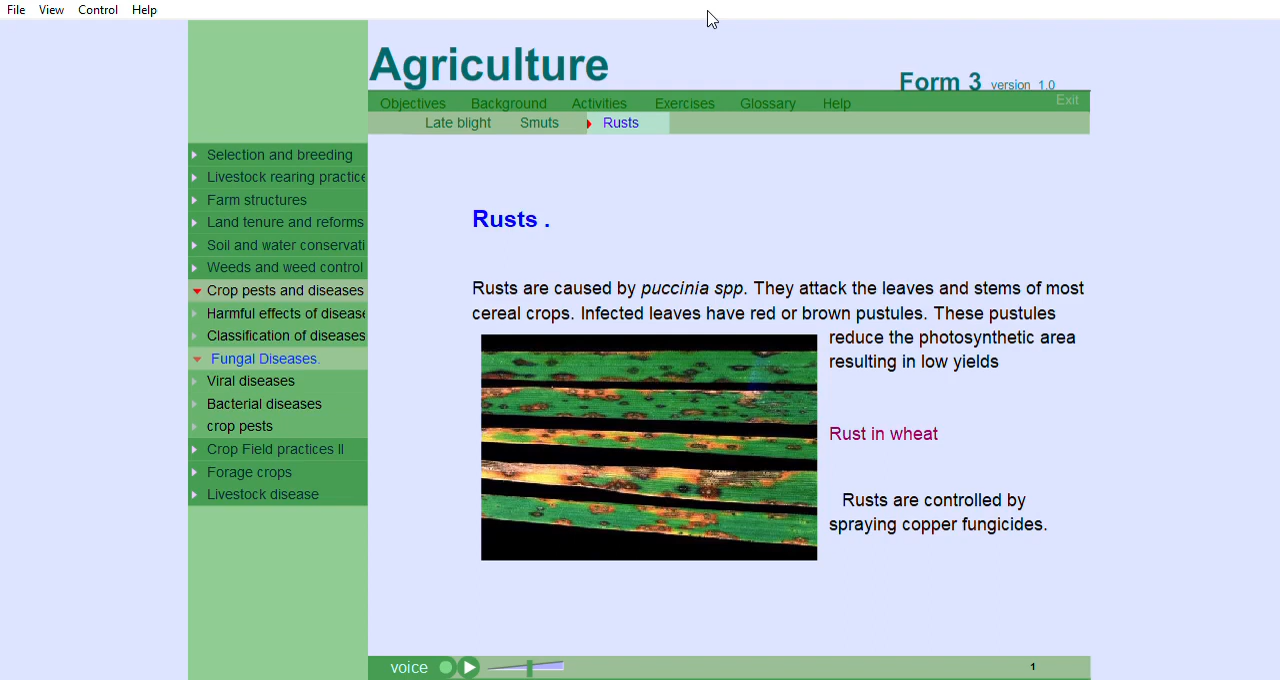 File View Control Help
Agriculture
Form 3 version 1.0
Objectives Background Activities Exercises Glossary Help Exit
Late blight Smuts Rusts
Selection and breeding
Livestock rearing practice
Farm structures
Land tenure and reforms
Soil and water conservati
Weeds and weed control
Crop pests and diseases
Harmful effects of disease
Classification of diseases
Fungal Diseases.
Viral diseases
Bacterial diseases
crop pests
Crop Field practices II
Forage crops
Livestock disease
Rusts .
Rusts are caused by puccinia spp. They attack the leaves and stems of most
cereal crops. Infected leaves have red or brown pustules. These pustules
reduce the photosynthetic area
resulting in low yields
Rust in wheat
Rusts are controlled by
spraying copper fungicides.
voice
1